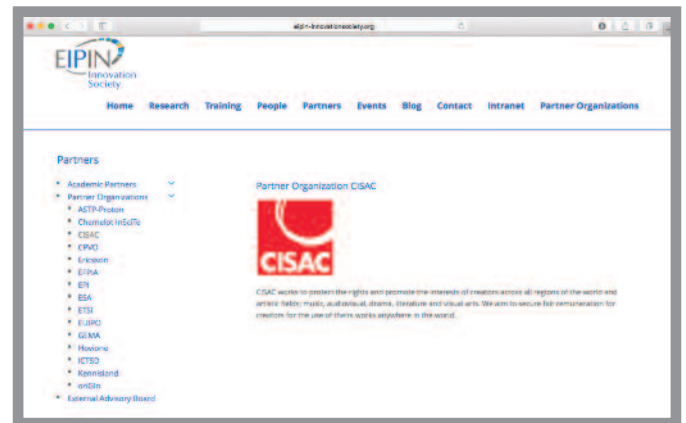 eipin-innovationsociety.org
EIPIN
Innovation
Society
Home Research Training People Partners Events Blog Contact Intranet Partner Organizations
Partners
Academic Partners
Partner Organizations
ASTP-Proton
Chemelot InSciTe
CISAC
CPVO
Ericsson
EFPIA
EPI
ESA
ETSI
EUIPO
GEMA
Hovione
ICTSD
Kennisland
onGin
External Advisory Board
Partner Organization CISAC
CISAC
CISAC works to protect the rights and promote the interests of creators across all regions of the world and
artistic fields; music, audiovisual, drama, literature and visual arts. We aim to secure fair remuneration for
creators for the use of theirs works anywhere in the world.